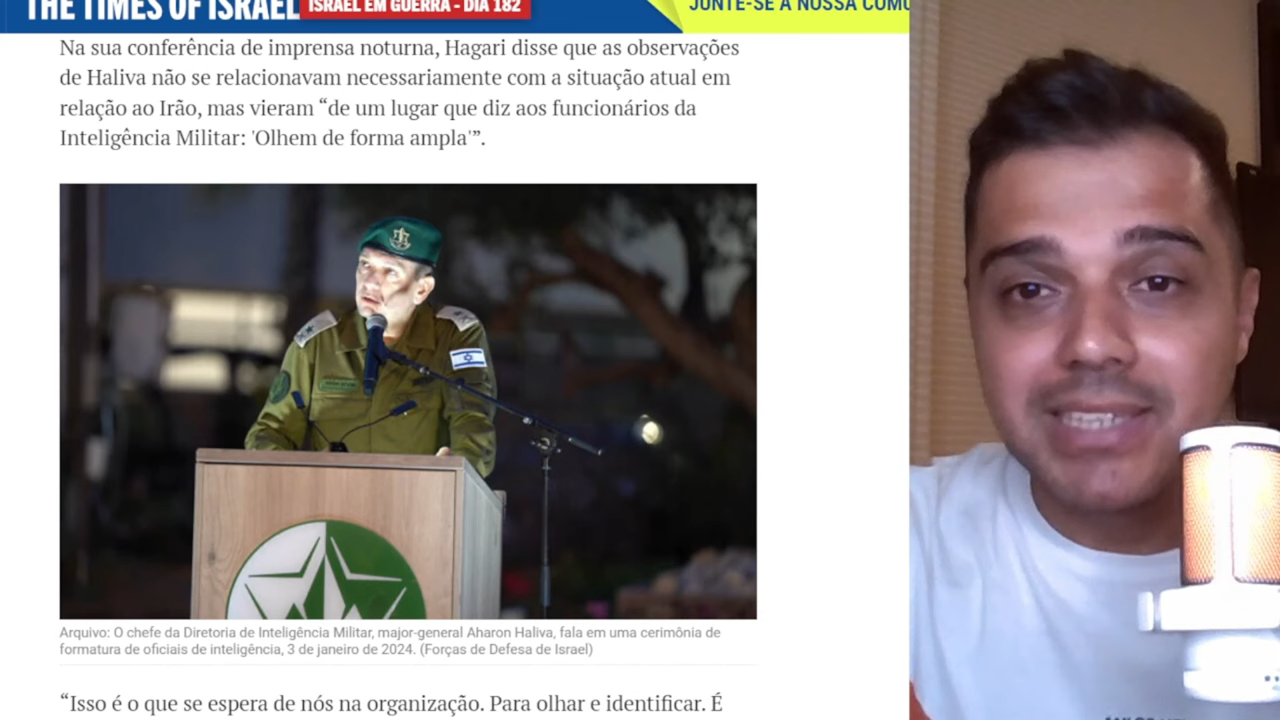 THE TIMES OF ISRAEL
ISRAEL EM GUERRA - DIA 182
JUNTE-SE A NOSSA
Na sua conferência de imprensa noturna, Hagari disse que as observações
de Haliva não se relacionavam necessariamente com a situação atual em
relação ao Irão, mas vieram “de um lugar que diz aos funcionários da
Inteligência Militar: 'Olhem de forma ampla'”.
Arquivo: O chefe da Diretoria de Inteligência Militar, major-general Aharon Haliva, fala em uma cerimônia de
formatura de oficiais de inteligência, 3 de janeiro de 2024. (Forças de Defesa de Israel)
“Isso é o que se espera de nós na organização. Para olhar e identificar. É